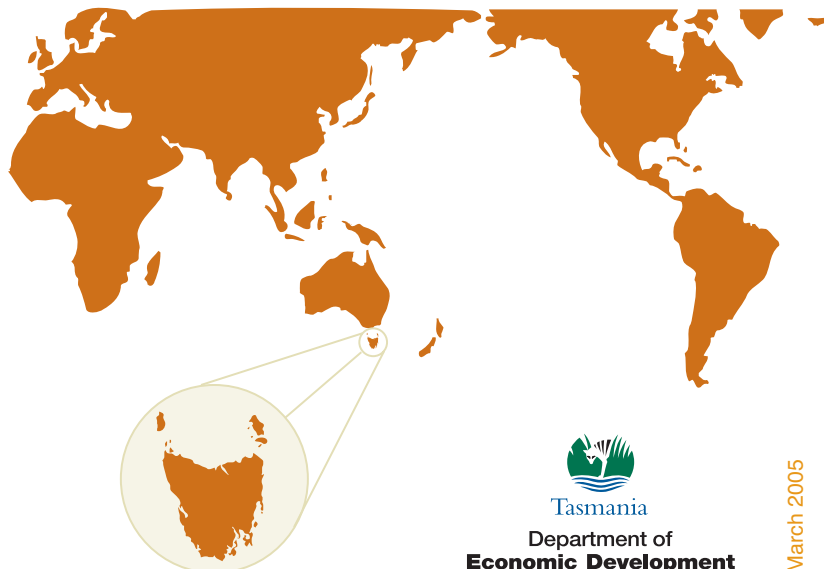 Tasmania
Department of
Economic Development
March 2005